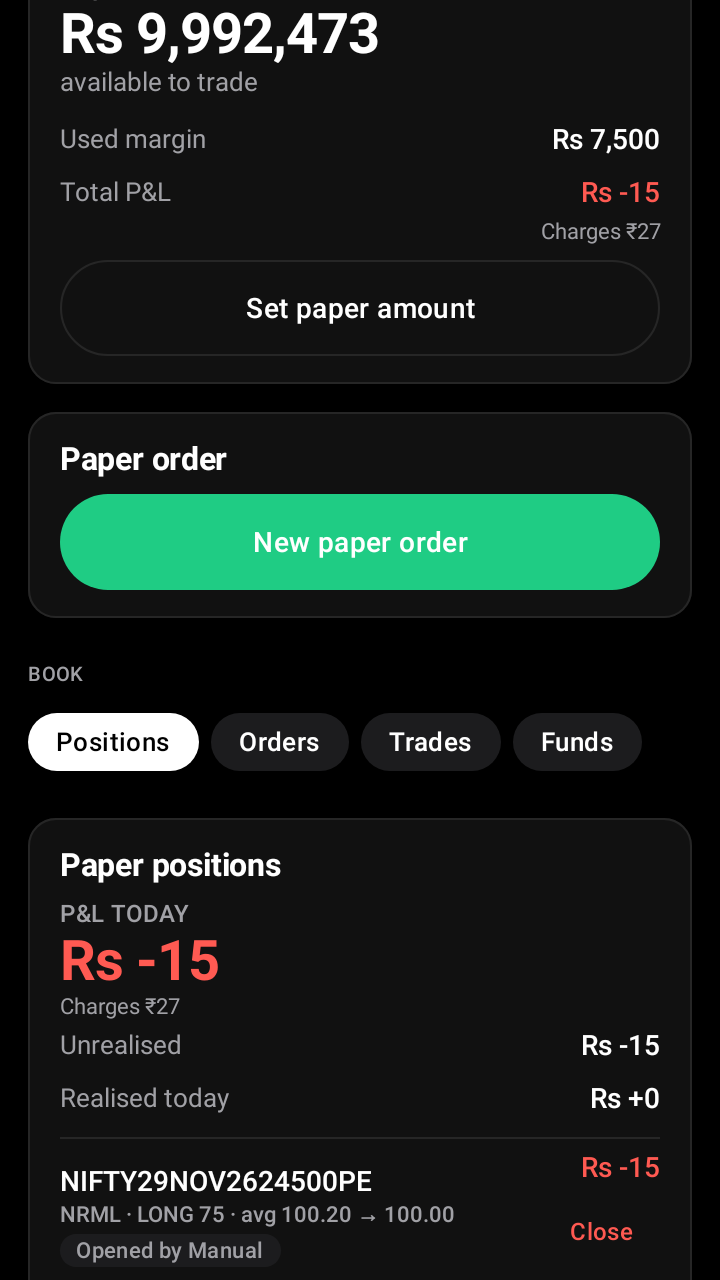 Rs 9,992,473
available to trade
Used margin Rs 7,500
Total P&L Rs -15
Charges ₹27
Set paper amount
Paper order
New paper order
BOOK
Positions Orders Trades Funds
Paper positions
P&L TODAY
Rs -15
Charges ₹27
Unrealised Rs -15
Realised today Rs +0
NIFTY29NOV2624500PE Rs -15
NRML · LONG 75 · avg 100.20 → 100.00
Close
Opened by Manual